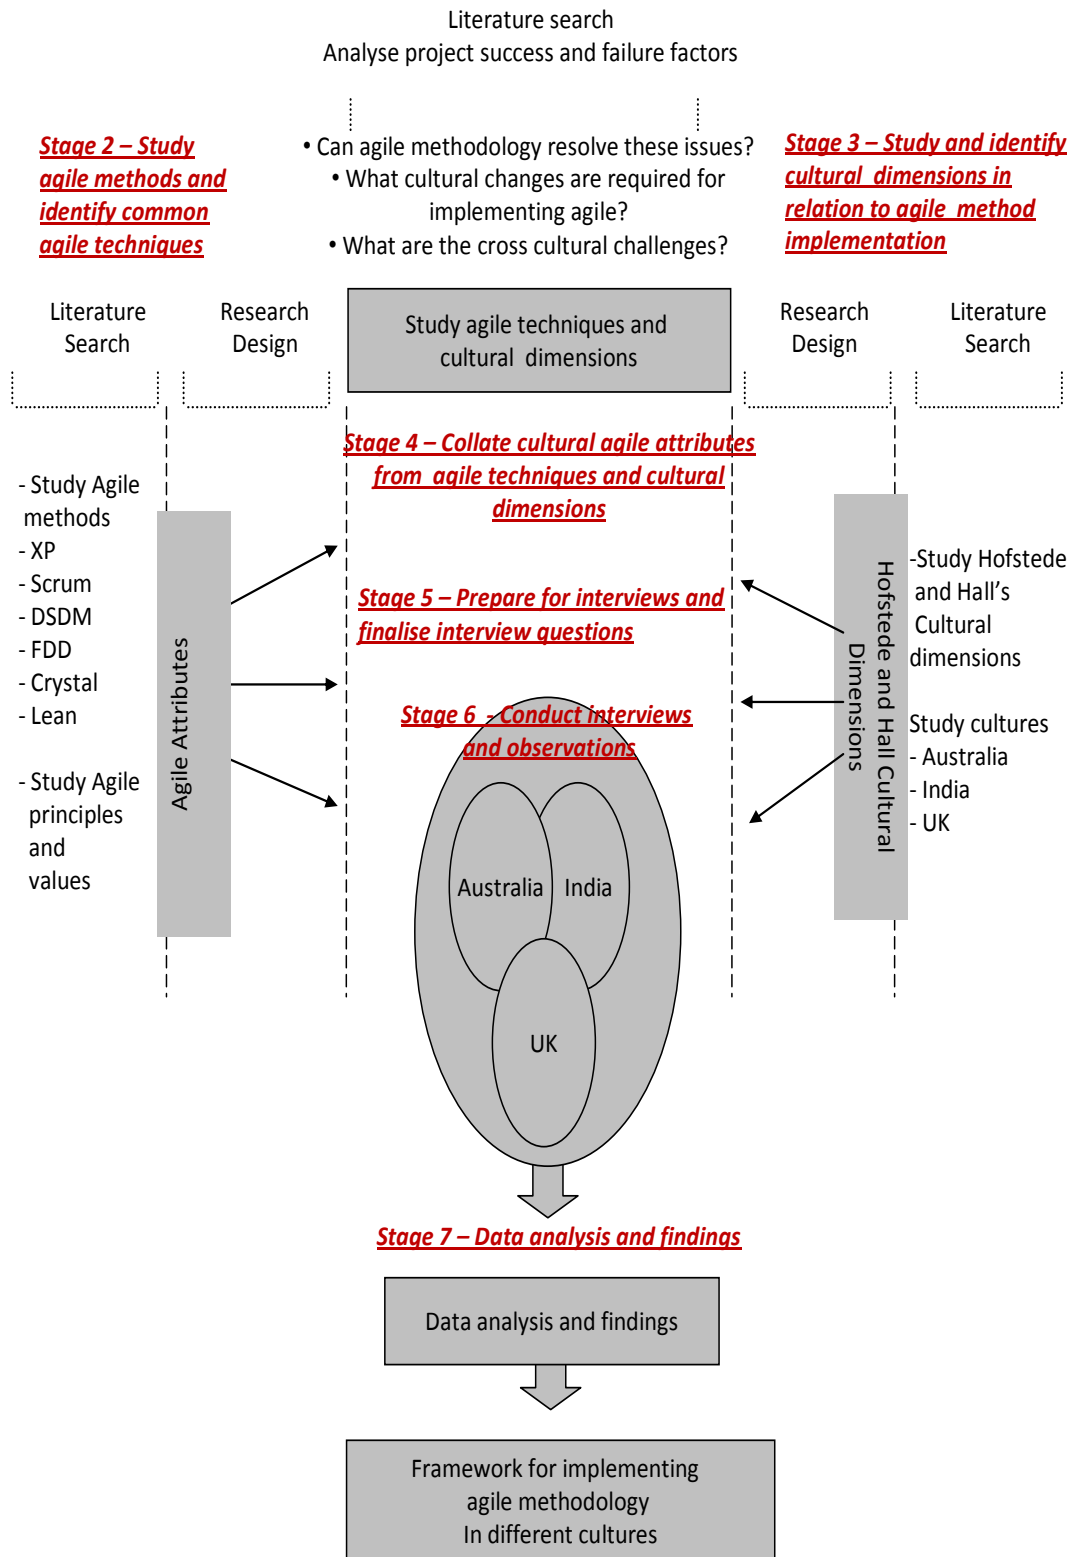 Literature search
Analyse project success and failure factors
Stage 2 – Study
agile methods and
identify common
agile techniques
• Can agile methodology resolve these issues?
• What cultural changes are required for
implementing agile?
• What are the cross cultural challenges?
Stage 3 – Study and identify
cultural dimensions in
relation to agile method
implementation
Literature
Search
Research
Design
Study agile techniques and
cultural dimensions
Research
Design
Literature
Search
Stage 4 – Collate cultural agile attributes
from agile techniques and cultural
dimensions
- Study Agile
methods
- XP
- Scrum
- DSDM
- FDD
- Crystal
- Lean
- Study Agile
principles
and
values
Agile Attributes
Stage 5 – Prepare for interviews and
finalise interview questions
Stage 6 - Conduct interviews
and observations
Australia
India
UK
Hofstede and Hall Cultural
Dimensions
-Study Hofstede
and Hall’s
Cultural
dimensions
Study cultures
- Australia
- India
- UK
Stage 7 – Data analysis and findings
Data analysis and findings
Framework for implementing
agile methodology
In different cultures